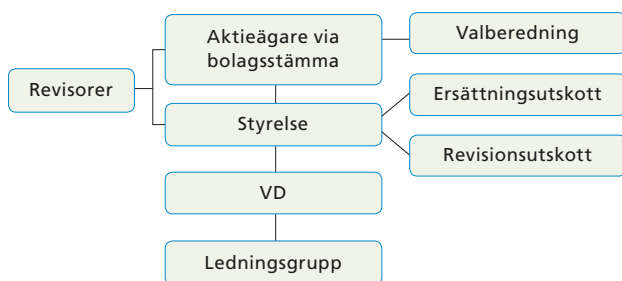 Aktieägare via
bolagsstämma
Valberedning
Revisorer
Ersättningsutskott
Styrelse
Revisionsutskott
VD
Ledningsgrupp